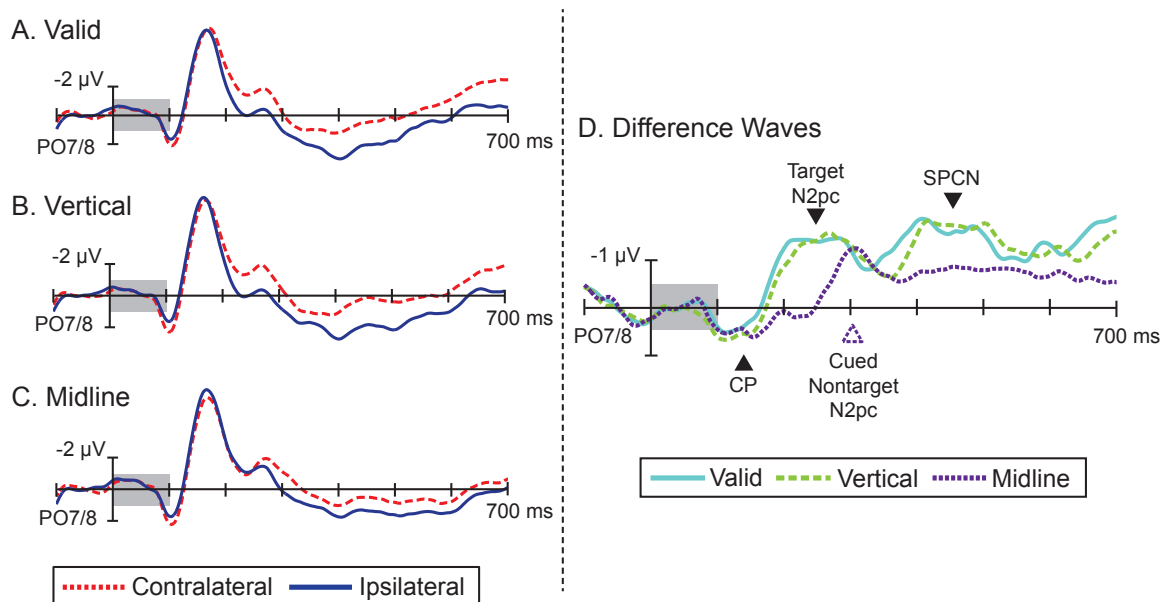 A. Valid
-2 µV
PO7/8
700 ms
B. Vertical
-2 µV
PO7/8
700 ms
C. Midline
-2 µV
PO7/8
700 ms
Contralateral
Ipsilateral
D. Difference Waves
Target
N2pc
SPCN
-1 µV
PO7/8
700 ms
CP
Cued
Nontarget
N2pc
Valid
Vertical
Midline